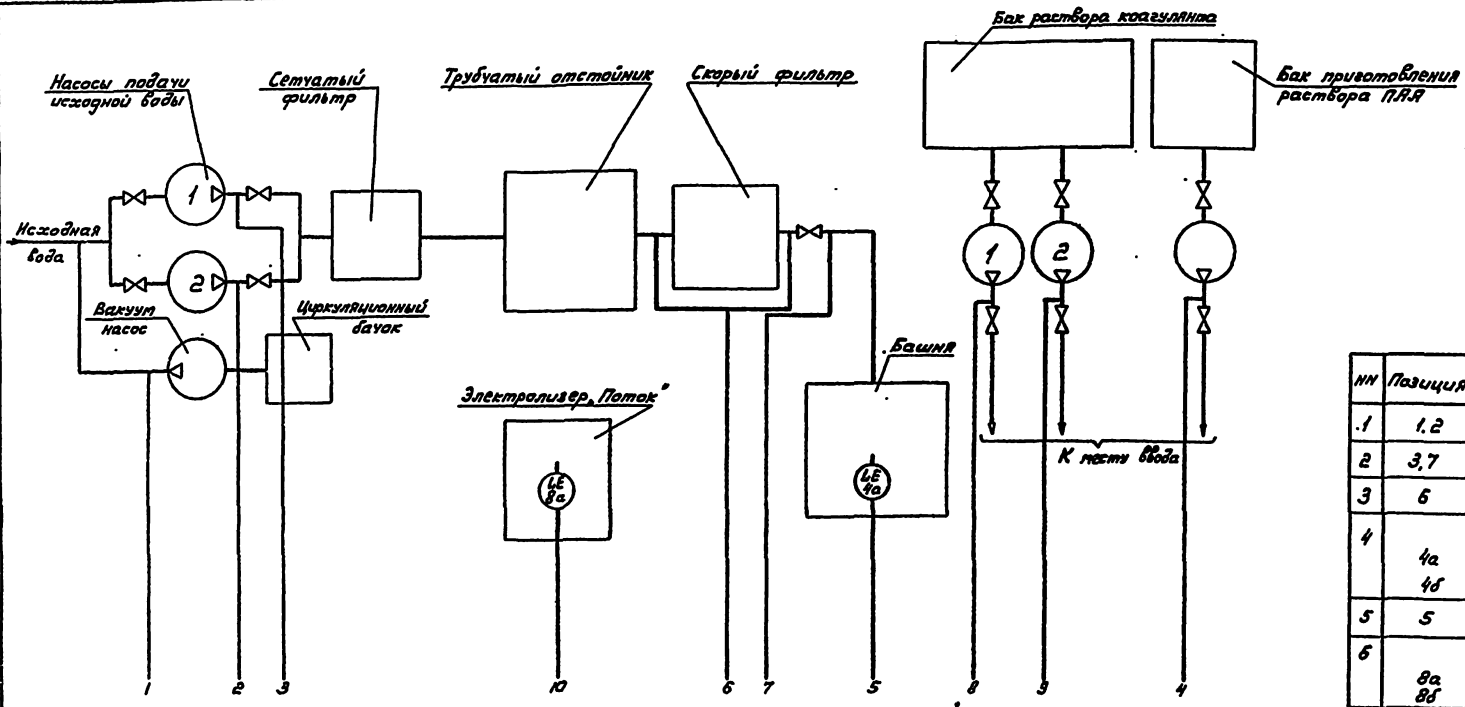 Бак раствора коагулянта
Насосы подачи
исходной воды
Сетчатый
фильтр
Трубчатый отстойник
Скорый фильтр
Бак приготовления
раствора ПАА
1
Исходная
вода
2
1
2
Вакуум
насос
Циркуляционный
бачок
Башня
Электролизер „Поток"
К месту ввода
LE
8а
LE
4а
NN Позиция
.1 1.2
2 3,7
3 6
4
4а
4б
5 5
6
8а
8б
1 2 3 10 6 7 5 8 9 4